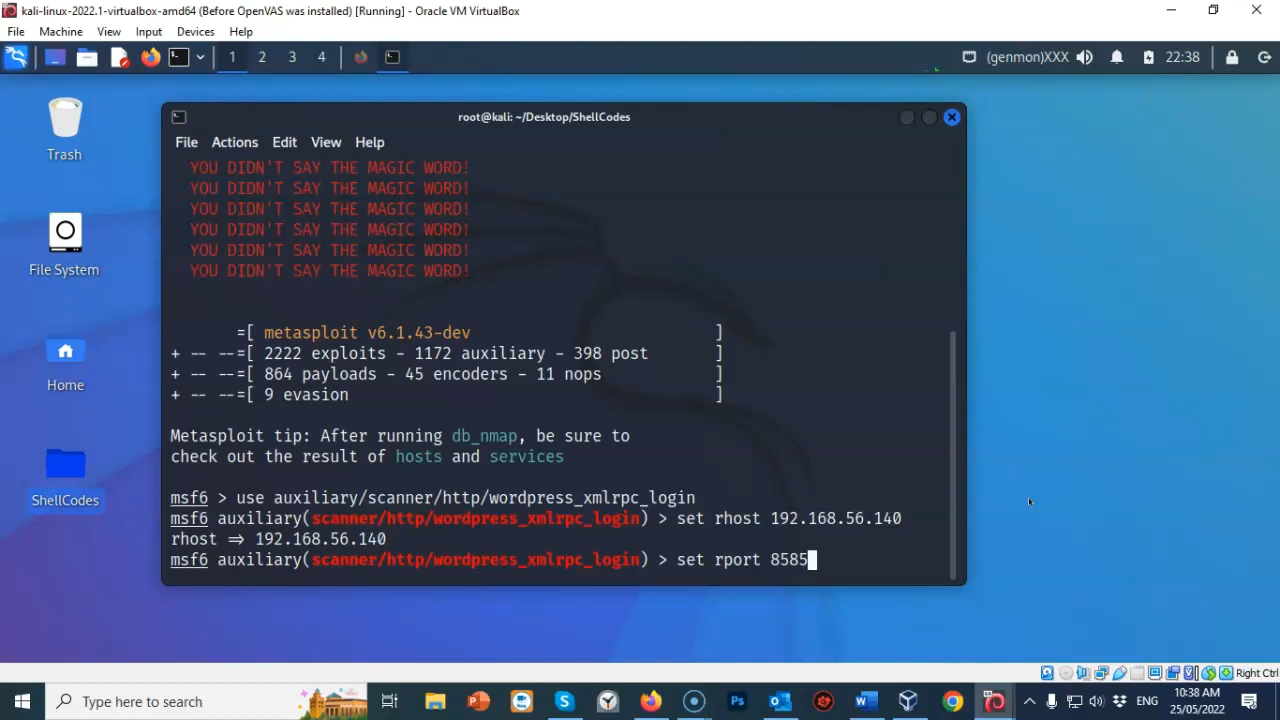 kali-linux-2022.1-virtualbox-amd64 (Before OpenVAS was installed) [Running] - Oracle VM VirtualBox
File Machine View Input Devices Help
1 2 3 4 (genmon)XXX 22:38
Trash
File System
Home
ShellCodes
root@kali: ~/Desktop/ShellCodes
File Actions Edit View Help
YOU DIDN'T SAY THE MAGIC WORD!
YOU DIDN'T SAY THE MAGIC WORD!
YOU DIDN'T SAY THE MAGIC WORD!
YOU DIDN'T SAY THE MAGIC WORD!
YOU DIDN'T SAY THE MAGIC WORD!
YOU DIDN'T SAY THE MAGIC WORD!
=[ metasploit v6.1.43-dev ]
+ -- --=[ 2222 exploits - 1172 auxiliary - 398 post ]
+ -- --=[ 864 payloads - 45 encoders - 11 nops ]
+ -- --=[ 9 evasion ]
Metasploit tip: After running db_nmap, be sure to
check out the result of hosts and services
msf6 > use auxiliary/scanner/http/wordpress_xmlrpc_login
msf6 auxiliary(scanner/http/wordpress_xmlrpc_login) > set rhost 192.168.56.140
rhost => 192.168.56.140
msf6 auxiliary(scanner/http/wordpress_xmlrpc_login) > set rport 8585
Right Ctrl
Type here to search
ENG
10:38 AM
25/05/2022